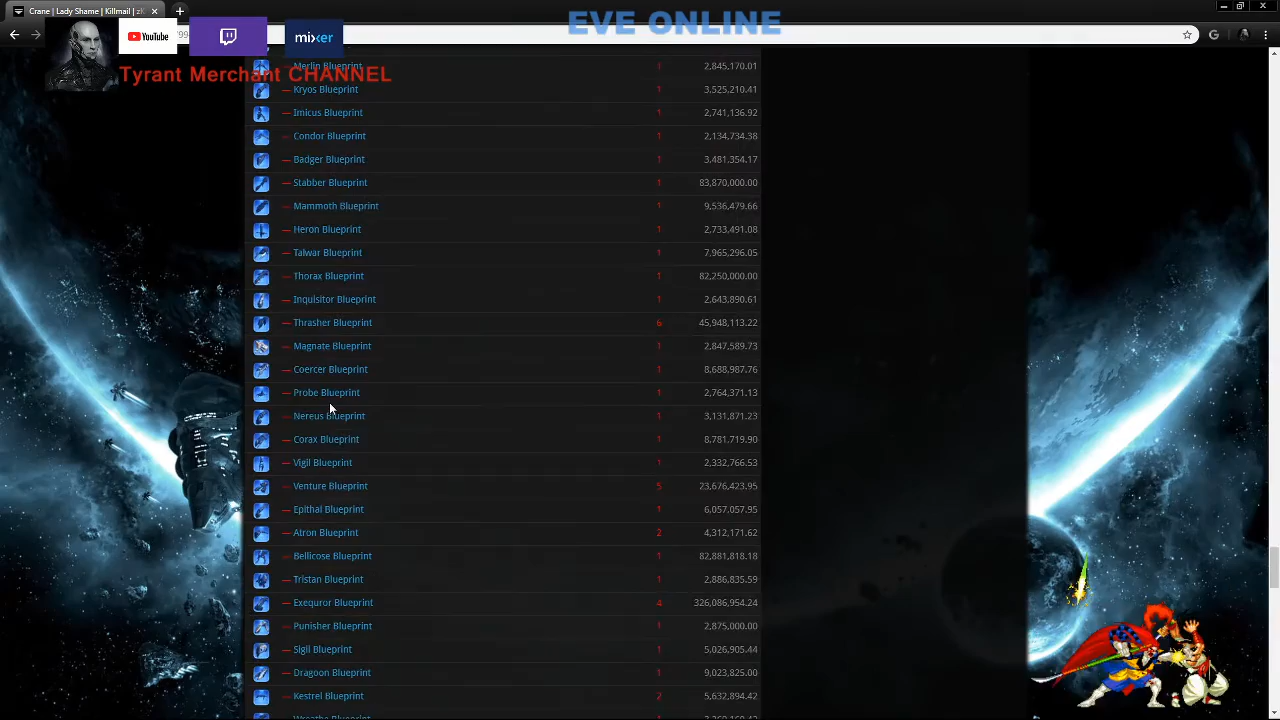 Crane | Lady Shame | Killmail | zK
EVE ONLINE
YouTube
mixer
Tyrant Merchant CHANNEL
Merlin Blueprint 1 2,845,170.01
Kryos Blueprint 1 3,525,210.41
Imicus Blueprint 1 2,741,136.92
Condor Blueprint 1 2,134,734.38
Badger Blueprint 1 3,481,354.17
Stabber Blueprint 1 83,870,000.00
Mammoth Blueprint 1 9,536,479.66
Heron Blueprint 1 2,733,491.08
Talwar Blueprint 1 7,965,296.05
Thorax Blueprint 1 82,250,000.00
Inquisitor Blueprint 1 2,643,890.61
Thrasher Blueprint 6 45,948,113.22
Magnate Blueprint 1 2,847,589.73
Coercer Blueprint 1 8,688,987.76
Probe Blueprint 1 2,764,371.13
Nereus Blueprint 1 3,131,871.23
Corax Blueprint 1 8,781,719.90
Vigil Blueprint 1 2,332,766.53
Venture Blueprint 5 23,676,423.95
Epithal Blueprint 1 6,057,057.95
Atron Blueprint 2 4,312,171.62
Bellicose Blueprint 1 82,881,818.18
Tristan Blueprint 1 2,886,835.59
Exequror Blueprint 4 326,086,954.24
Punisher Blueprint 1 2,875,000.00
Sigil Blueprint 1 5,026,905.44
Dragoon Blueprint 1 9,023,825.00
Kestrel Blueprint 2 5,632,894.42